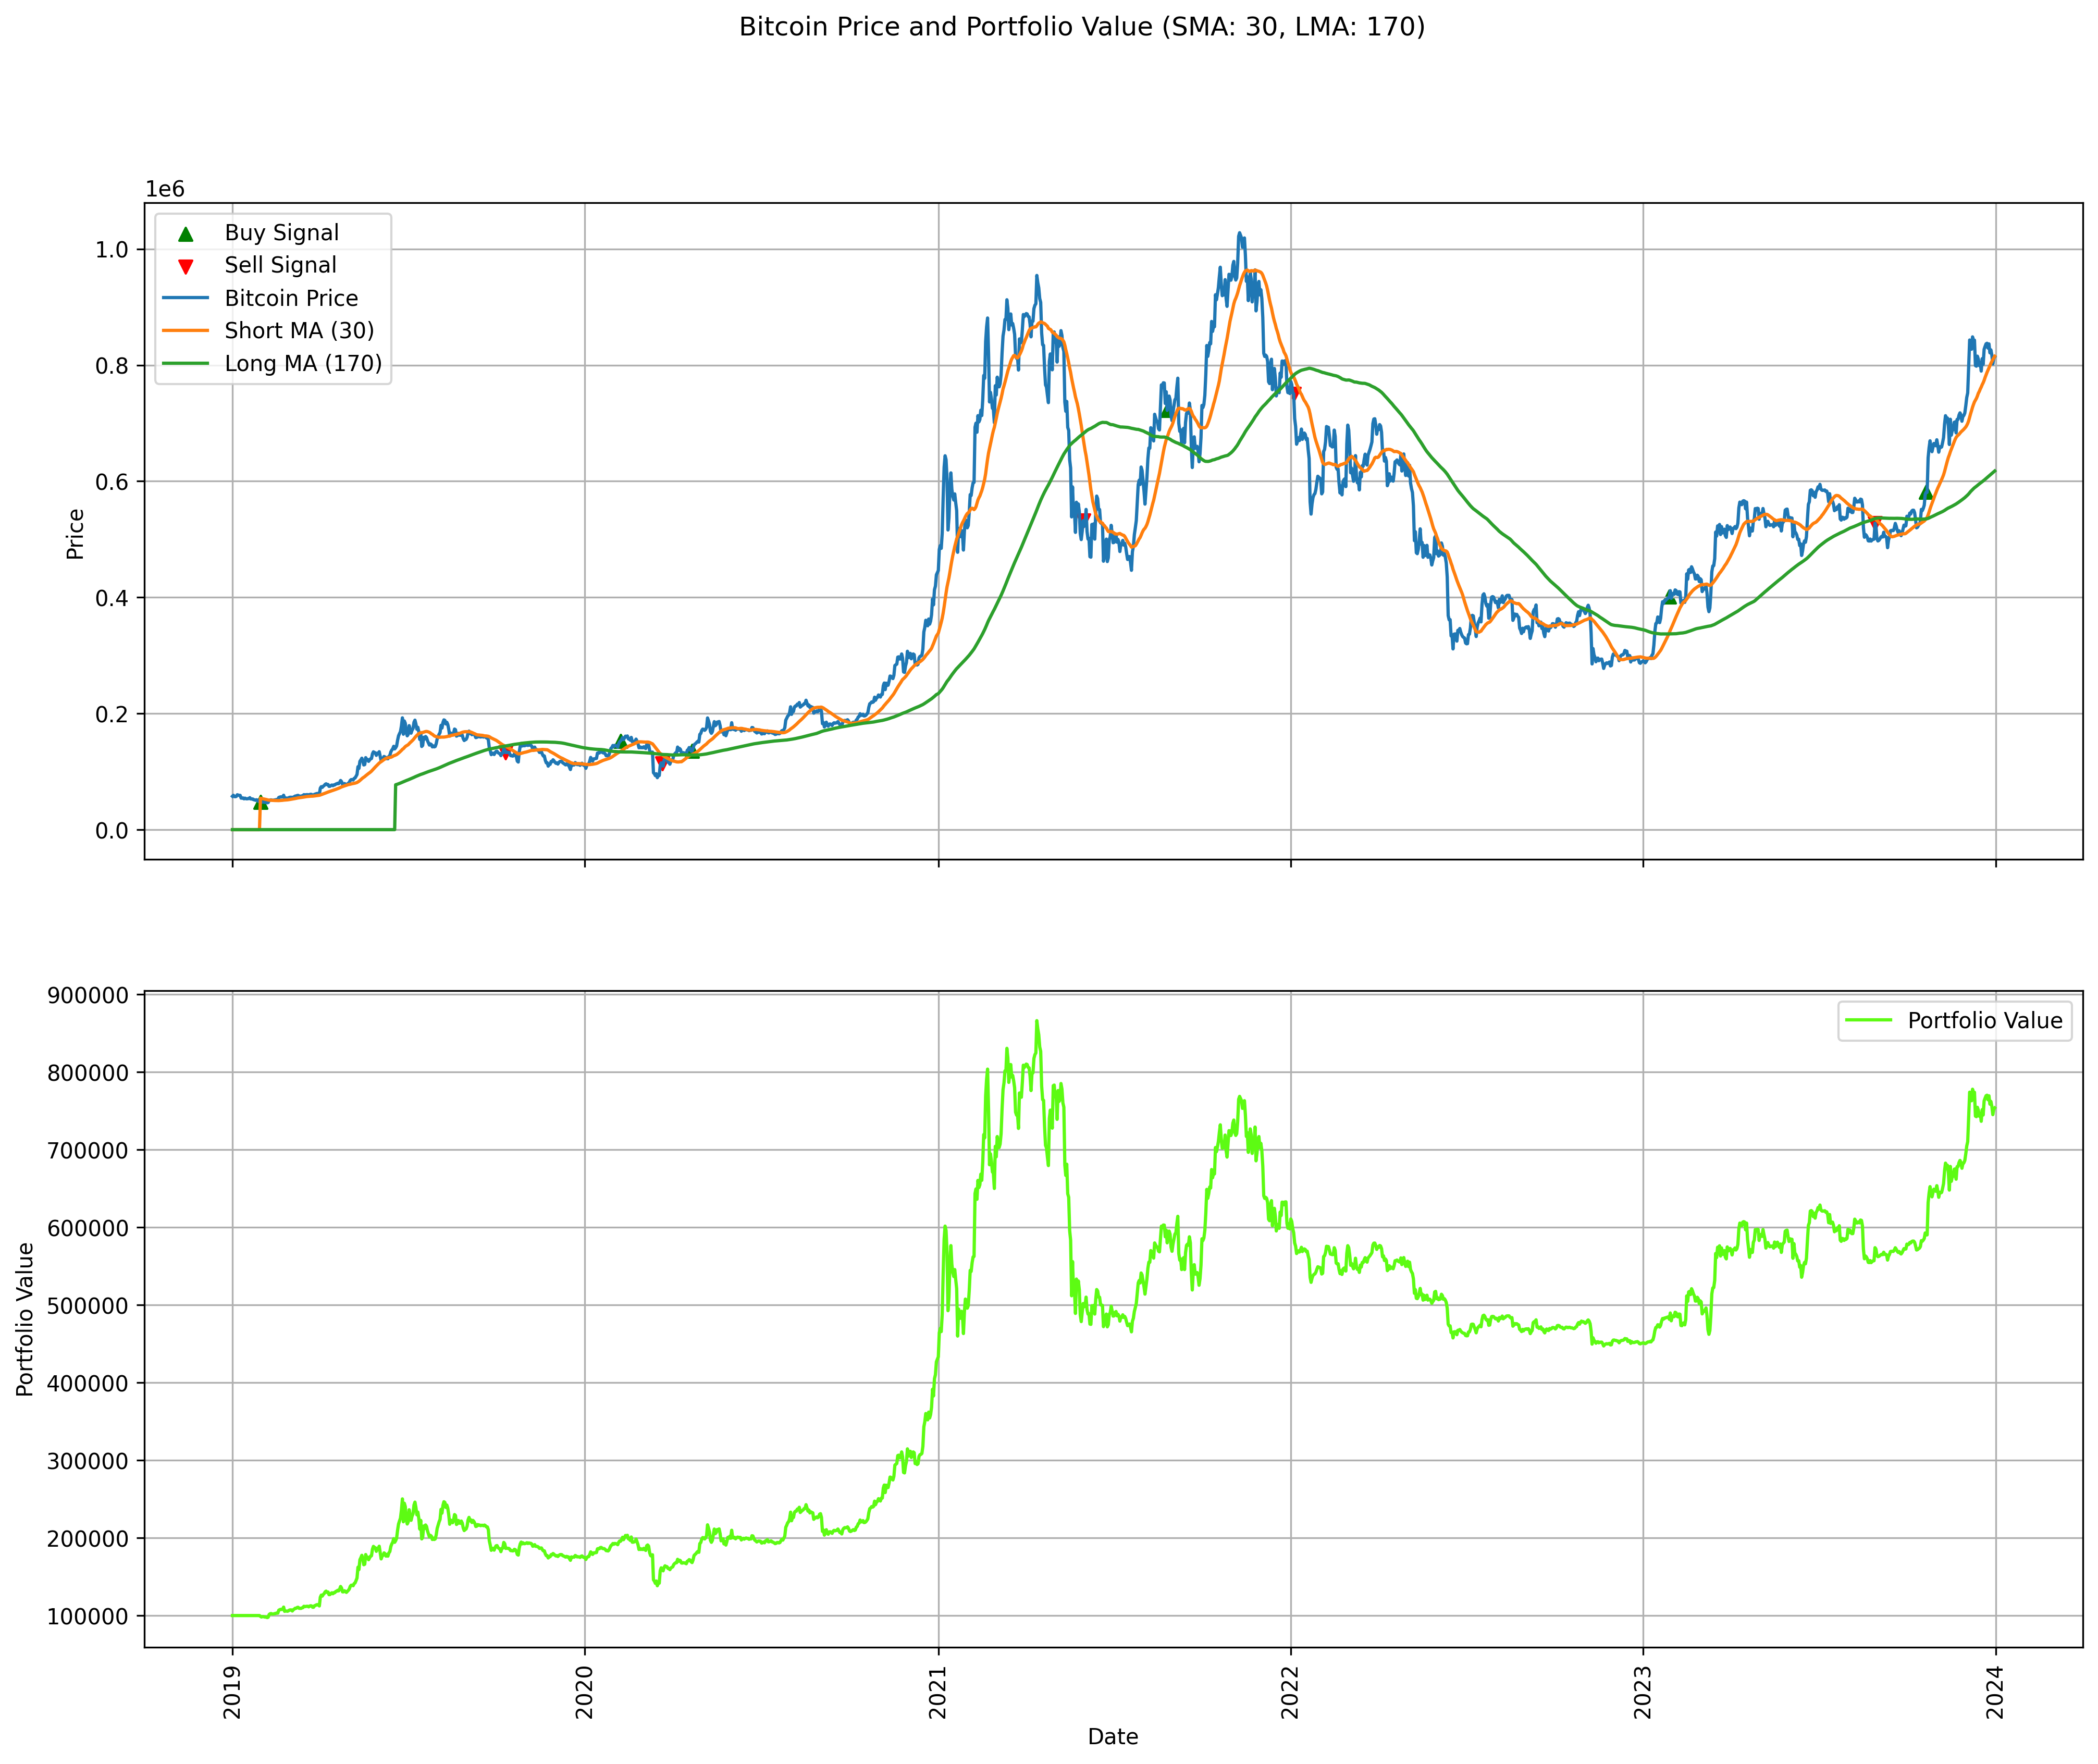 Bitcoin Price and Portfolio Value (SMA: 30, LMA: 170)
1e6
Buy Signal
Sell Signal
Bitcoin Price
Short MA (30)
Long MA (170)
1.0
0.8
0.6
0.4
0.2
0.0
Price
Portfolio Value
900000
800000
700000
600000
500000
400000
300000
200000
100000
Portfolio Value
2019
2020
2021
2022
2023
2024
Date